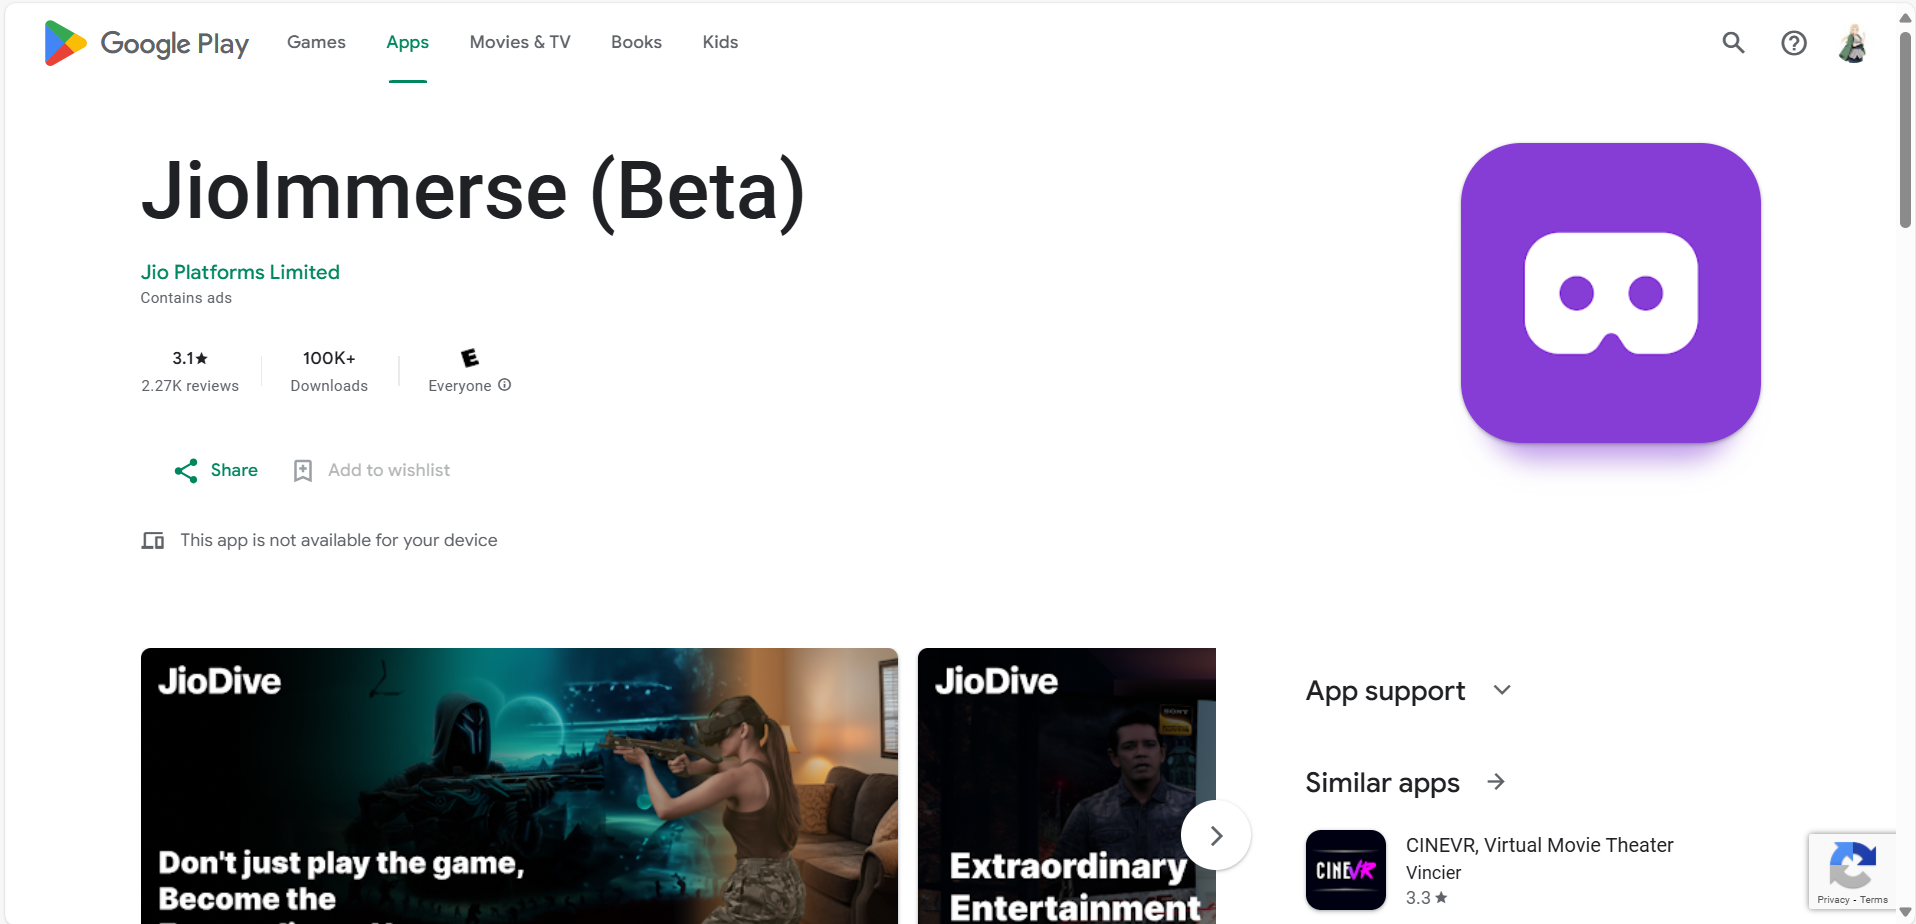 Google Play
Games
Apps
Movies & TV
Books
Kids
JioImmerse (Beta)
Jio Platforms Limited
Contains ads
3.1★
2.27K reviews
100K+
Downloads
E
Everyone
Share
Add to wishlist
This app is not available for your device
JioDive
Don't just play the game,
Become the
JioDive
SONY
Extraordinary
Entertainment
App support
Similar apps
CINEVR
CINEVR, Virtual Movie Theater
Vincier
3.3★
Privacy - Terms